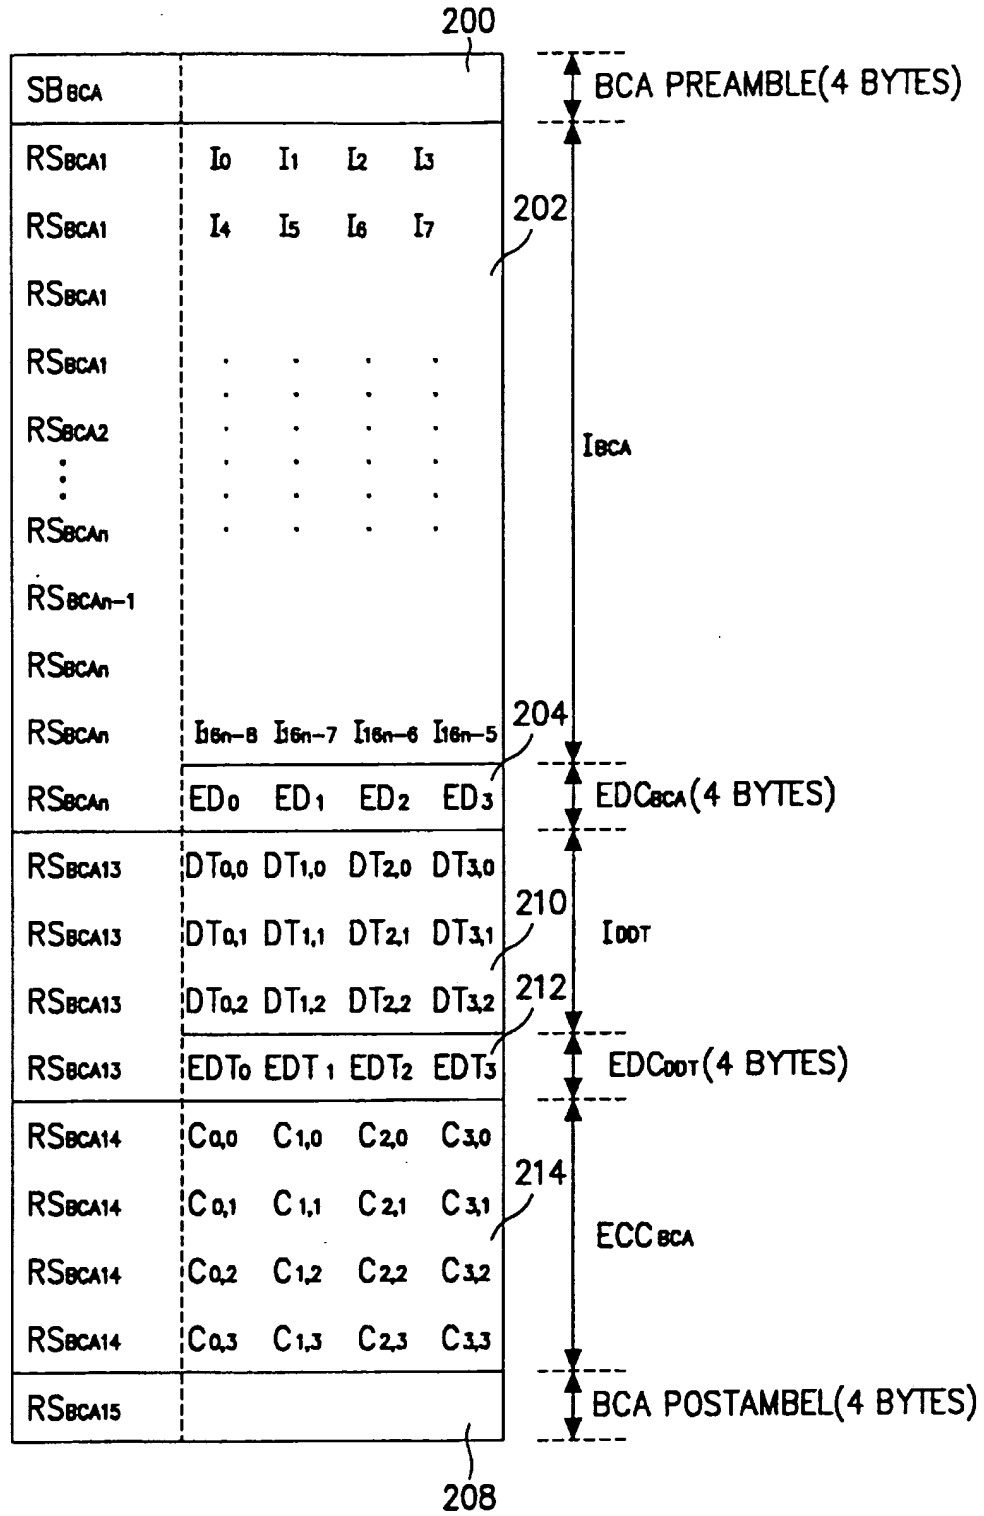 200
SBBCA BCA PREAMBLE(4 BYTES)
RSBCA1 I0 I1 I2 I3
202
RSBCA1 I4 I5 I6 I7
RSBCA1
RSBCA1 . . . .
. . . .
RSBCA2 . . . .
IBCA
⋮ . . . .
. . . .
RSBCAn . . . .
RSBCAn-1
RSBCAn
204
RSBCAn I16n-8 I16n-7 I16n-6 I16n-5
RSBCAn ED0 ED1 ED2 ED3 EDCBCA(4 BYTES)
RSBCA13 DT0,0 DT1,0 DT2,0 DT3,0
210
RSBCA13 DT0,1 DT1,1 DT2,1 DT3,1 IDDT
212
RSBCA13 DT0,2 DT1,2 DT2,2 DT3,2
RSBCA13 EDT0 EDT1 EDT2 EDT3 EDCDDT(4 BYTES)
RSBCA14 C0,0 C1,0 C2,0 C3,0
214
RSBCA14 C0,1 C1,1 C2,1 C3,1
ECCBCA
RSBCA14 C0,2 C1,2 C2,2 C3,2
RSBCA14 C0,3 C1,3 C2,3 C3,3
RSBCA15 BCA POSTAMBEL(4 BYTES)
208